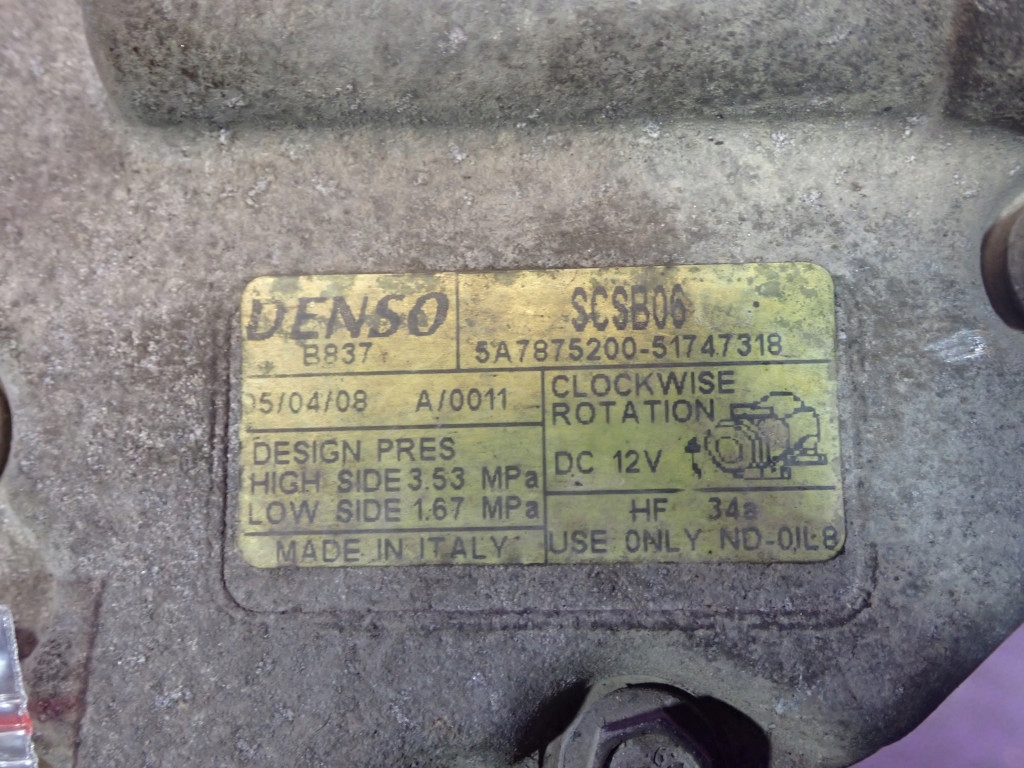 DENSO
B837
SCSB06
5A7875200-51747318
05/04/08 A/0011
CLOCKWISE
ROTATION
DC 12V
DESIGN PRES
HIGH SIDE 3.53 MPa
LOW SIDE 1.67 MPa
HF 34a
MADE IN ITALY
USE ONLY ND-OIL8